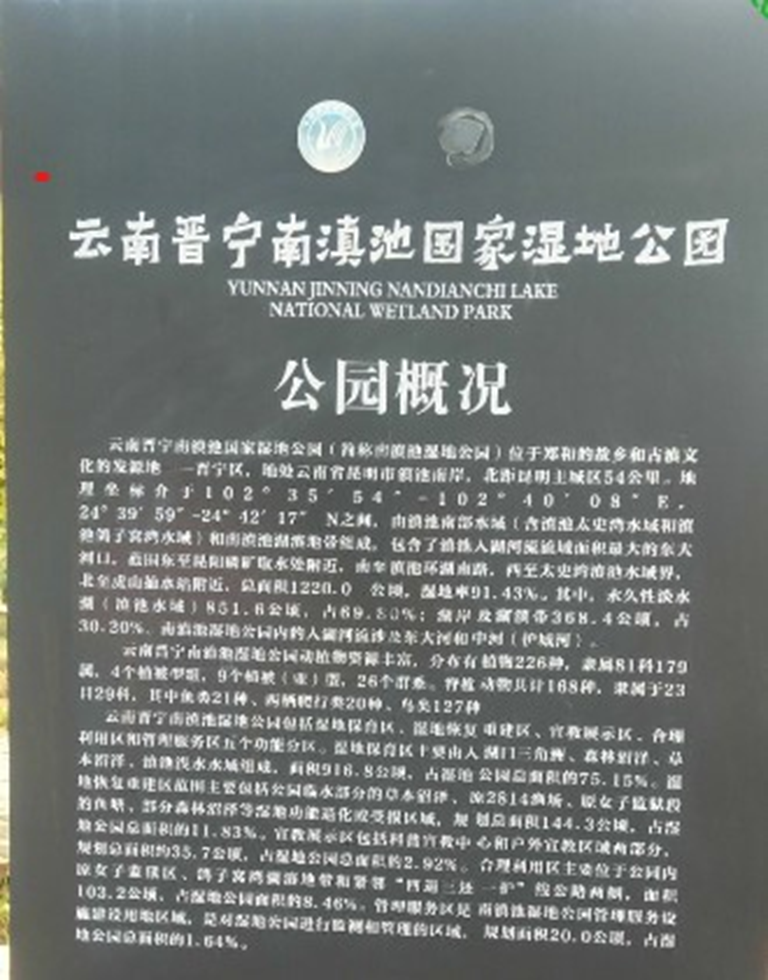 云南晋宁南滇池国家湿地公园
YUNNAN JINNING NANDIANCHI LAKE
NATIONAL WETLAND PARK
公园概况
云南晋宁南滇池国家湿地公园（简称南滇池湿地公园）位于郑和的故乡和古滇文
化的发源地 一晋宁区，地处云南省昆明市滇池南岸，北距昆明主城区54公里。地
理坐标介于102°35′54″-102°40′08″E，
24°39′59″-24°42′17″ N之间，由滇池南部水域（含滇池太史湾水域和滇
池鸽子窝湾水域）和南滇池湖滨地带组成，包含了滇池入湖河流流域面积最大的东大
河口，范围东至昆阳磷矿取水处附近，南至滇池环湖南路，西至太史湾滇池水域界，
北至成山抽水站附近，总面积1220.0 公顷，湿地率91.43%。其中，永久性淡水
湖（滇池水域）851.6公顷，占69.80%；湖岸及湖滨带368.4公顷，占
30.20%。南滇池湿地公园内的入湖河流涉及东大河和中河（护城河）。
云南晋宁南滇池湿地公园动植物资源丰富，分布有植物226种，隶属81科179
属，4个植被型组，9个植被（亚）型，26个群系。脊椎动物共计168种，隶属于23
目29科，其中鱼类21种、两栖爬行类20种、鸟类127种
云南晋宁南滇池湿地公园包括湿地保育区、湿地恢复重建区、宣教展示区、合理
利用区和管理服务区五个功能分区。湿地保育区主要由入湖口三角洲、森林沼泽、草
本沼泽、滇池浅水水域组成，面积916.8公顷，占湿地公园总面积的75.15%。湿
地恢复重建区范围主要包括公园临水部分的草本沼泽、原2814渔场、原女子监狱段
的鱼塘、部分森林沼泽等湿地功能退化或受损区域，规划总面积144.3公顷，占湿
地公园总面积的11.83%。宣教展示区包括科普宣教中心和户外宣教区域两部分，
规划总面积约35.7公顷，占湿地公园总面积的2.92%。合理利用区主要位于公园内
原女子监狱区、鸽子窝湾湖滨地带和紧邻“四退三还一护”线公路两侧，面积
103.2公顷，占湿地公园面积的8.46%。管理服务区是南滇池湿地公园管理服务设
施建设用地区域，是对湿地公园进行监测和管理的区域，规划面积20.0公顷，占湿
地公园总面积的1.64%。